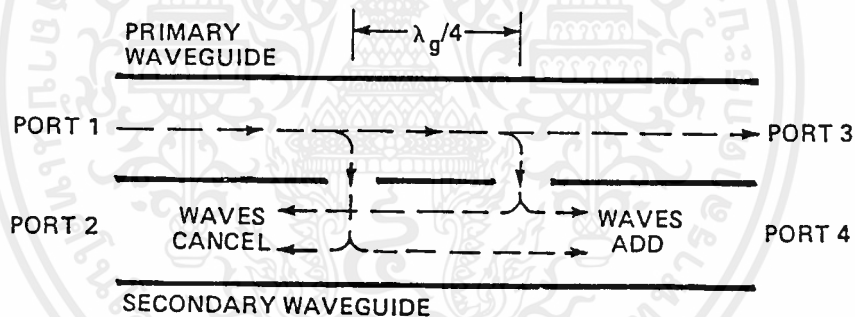 PRIMARY
WAVEGUIDE
λg/4
PORT 1
PORT 3
PORT 2
WAVES
CANCEL
WAVES
ADD
PORT 4
SECONDARY WAVEGUIDE